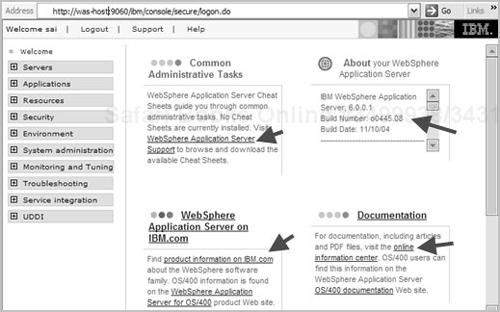 Address http://was-host:9060/ibm/console/secure/logon.do Go Links »
Welcome sai | Logout | Support | Help IBM.
Welcome
Servers
Applications
Resources
Security
Environment
System administration
Monitoring and Tuning
Troubleshooting
Service integration
UDDI
Common
Administrative Tasks
WebSphere Application Server Cheat
Sheets guide you through common
administrative tasks. No Cheat
Sheets are currently installed. Visit
WebSphere Application Server
Support to browse and download the
available Cheat Sheets.
About your WebSphere
Application Server
IBM WebSphere Application
Server, 6.0.0.1
Build Number: o0445.08
Build Date: 11/10/04
WebSphere
Application Server on
IBM.com
Find product information on IBM.com
about the WebSphere software
family. OS/400 information is
found on the WebSphere Application
Server for OS/400 product Web site.
Documentation
For documentation, including articles
and PDF files, visit the online
information center. OS/400 users can
find this information on the
WebSphere Application Server
OS/400 documentation Web site.